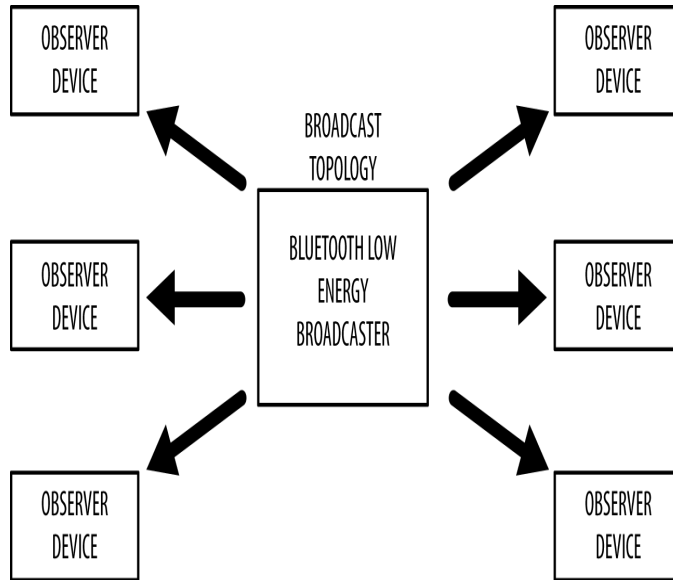 OBSERVER
DEVICE
OBSERVER
DEVICE
BROADCAST
TOPOLOGY
BLUETOOTH LOW
ENERGY
BROADCASTER
OBSERVER
DEVICE
OBSERVER
DEVICE
OBSERVER
DEVICE
OBSERVER
DEVICE